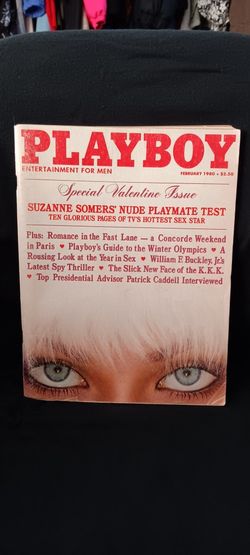 PLAYBOY
ENTERTAINMENT FOR MEN
FEBRUARY 1980 • $2.50
Special Valentine Issue
SUZANNE SOMERS' NUDE PLAYMATE TEST
TEN GLORIOUS PAGES OF TV'S HOTTEST SEX STAR
Plus: Romance in the Fast Lane — a Concorde Weekend
in Paris ♥ Playboy's Guide to the Winter Olympics ♥ A
Rousing Look at the Year in Sex ♥ William F. Buckley, Jr.'s
Latest Spy Thriller ♥ The Slick New Face of the K.K.K.
♥ Top Presidential Advisor Patrick Caddell Interviewed